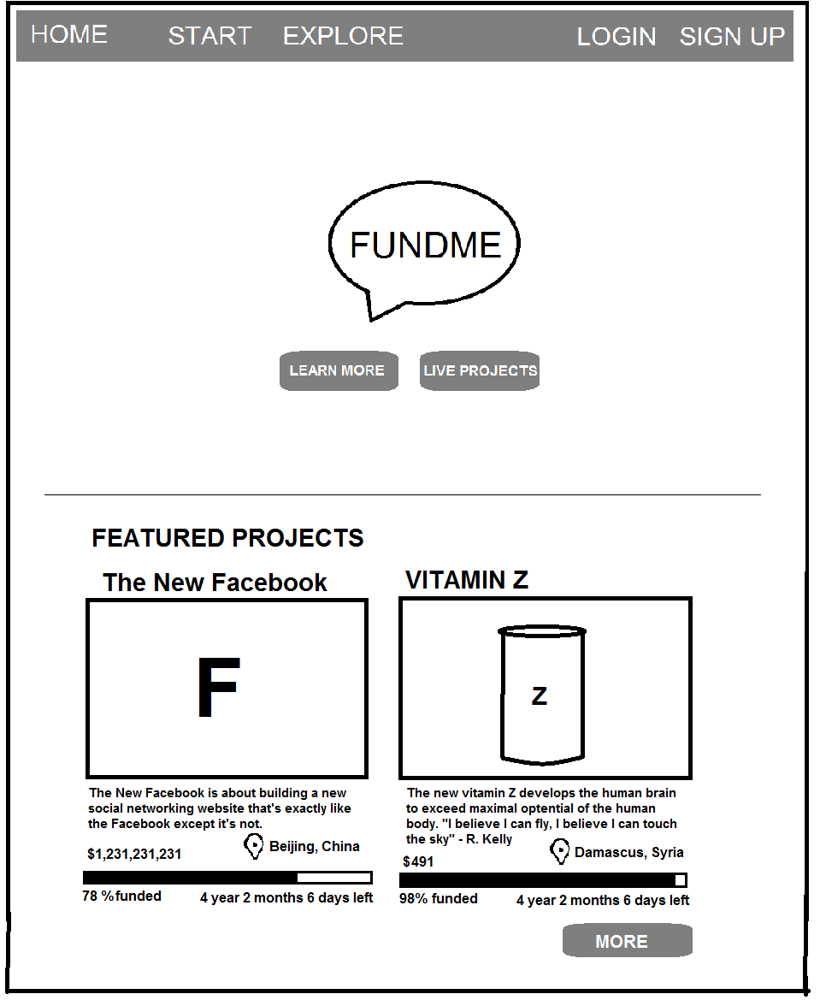 HOME START EXPLORE LOGIN SIGN UP
FUNDME
LEARN MORE LIVE PROJECTS
FEATURED PROJECTS
The New Facebook
F
The New Facebook is about building a new
social networking website that's exactly like
the Facebook except it's not.
$1,231,231,231 Beijing, China
78 %funded 4 year 2 months 6 days left
VITAMIN Z
Z
The new vitamin Z develops the human brain
to exceed maximal optential of the human
body. "I believe I can fly, I believe I can touch
the sky" - R. Kelly
$491 Damascus, Syria
98% funded 4 year 2 months 6 days left
MORE